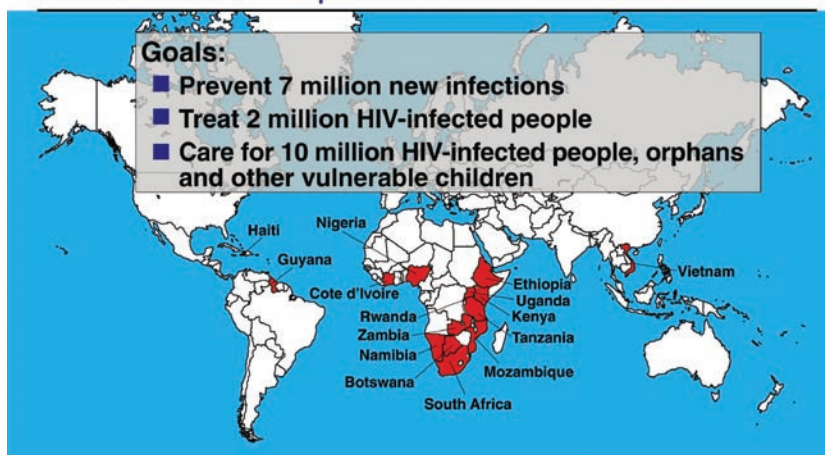 Goals:
■ Prevent 7 million new infections
■ Treat 2 million HIV-infected people
■ Care for 10 million HIV-infected people, orphans
and other vulnerable children
Haiti
Nigeria
Guyana
Vietnam
Cote d'Ivoire
Ethiopia
Uganda
Rwanda
Kenya
Zambia
Tanzania
Namibia
Mozambique
Botswana
South Africa